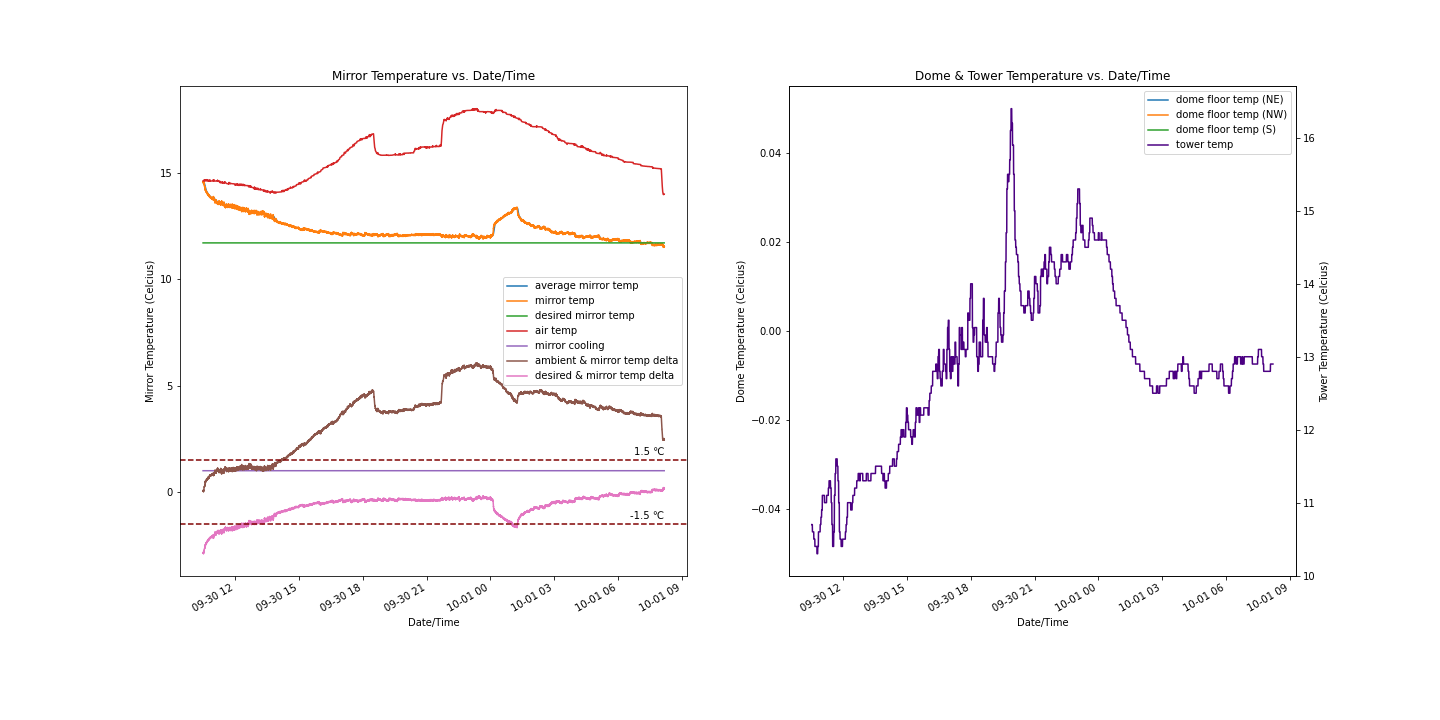 Mirror Temperature vs. Date/Time
Mirror Temperature (Celcius)
15
10
5
0
average mirror temp
mirror temp
desired mirror temp
air temp
mirror cooling
ambient & mirror temp delta
desired & mirror temp delta
1.5 °C
-1.5 °C
09-30 12
09-30 15
09-30 18
09-30 21
10-01 00
10-01 03
10-01 06
10-01 09
Date/Time
Dome & Tower Temperature vs. Date/Time
Dome Temperature (Celcius)
0.04
0.02
0.00
−0.02
−0.04
dome floor temp (NE)
dome floor temp (NW)
dome floor temp (S)
tower temp
16
15
14
13
12
11
10
Tower Temperature (Celcius)
09-30 12
09-30 15
09-30 18
09-30 21
10-01 00
10-01 03
10-01 06
10-01 09
Date/Time